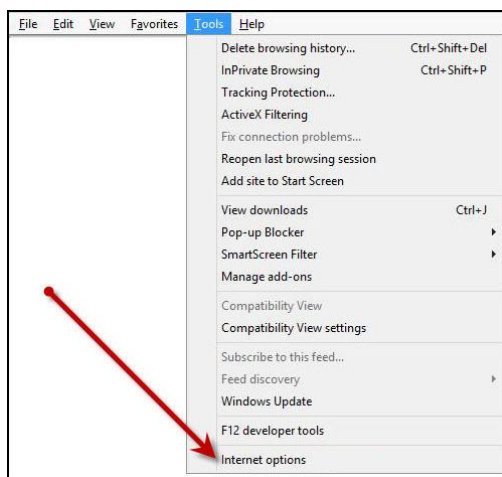 File Edit View Favorites Tools Help
Delete browsing history... Ctrl+Shift+Del
InPrivate Browsing Ctrl+Shift+P
Tracking Protection...
ActiveX Filtering
Fix connection problems...
Reopen last browsing session
Add site to Start Screen
View downloads Ctrl+J
Pop-up Blocker
SmartScreen Filter
Manage add-ons
Compatibility View
Compatibility View settings
Subscribe to this feed...
Feed discovery
Windows Update
F12 developer tools
Internet options